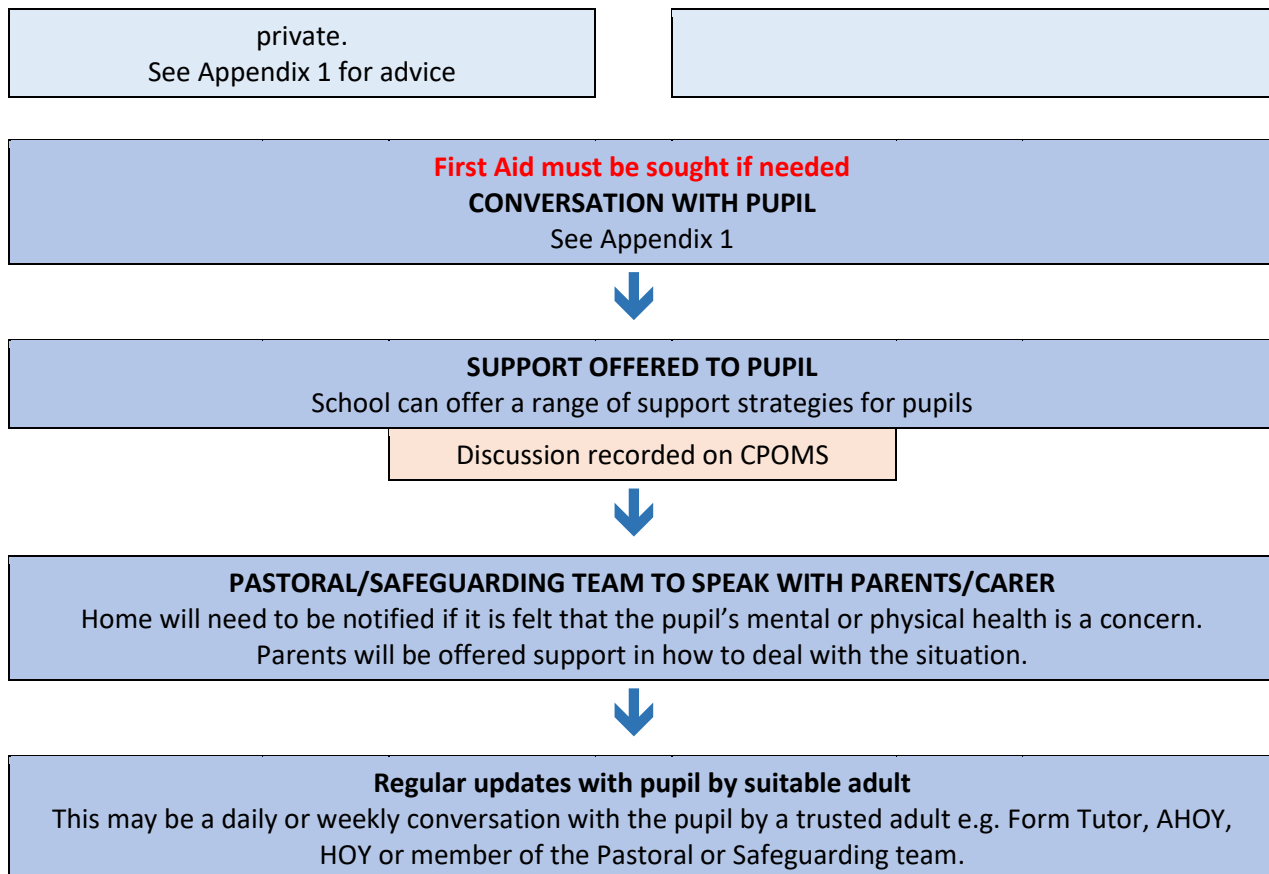 private.
See Appendix 1 for advice
First Aid must be sought if needed
CONVERSATION WITH PUPIL
See Appendix 1
SUPPORT OFFERED TO PUPIL
School can offer a range of support strategies for pupils
Discussion recorded on CPOMS
PASTORAL/SAFEGUARDING TEAM TO SPEAK WITH PARENTS/CARER
Home will need to be notified if it is felt that the pupil’s mental or physical health is a concern.
Parents will be offered support in how to deal with the situation.
Regular updates with pupil by suitable adult
This may be a daily or weekly conversation with the pupil by a trusted adult e.g. Form Tutor, AHOY,
HOY or member of the Pastoral or Safeguarding team.